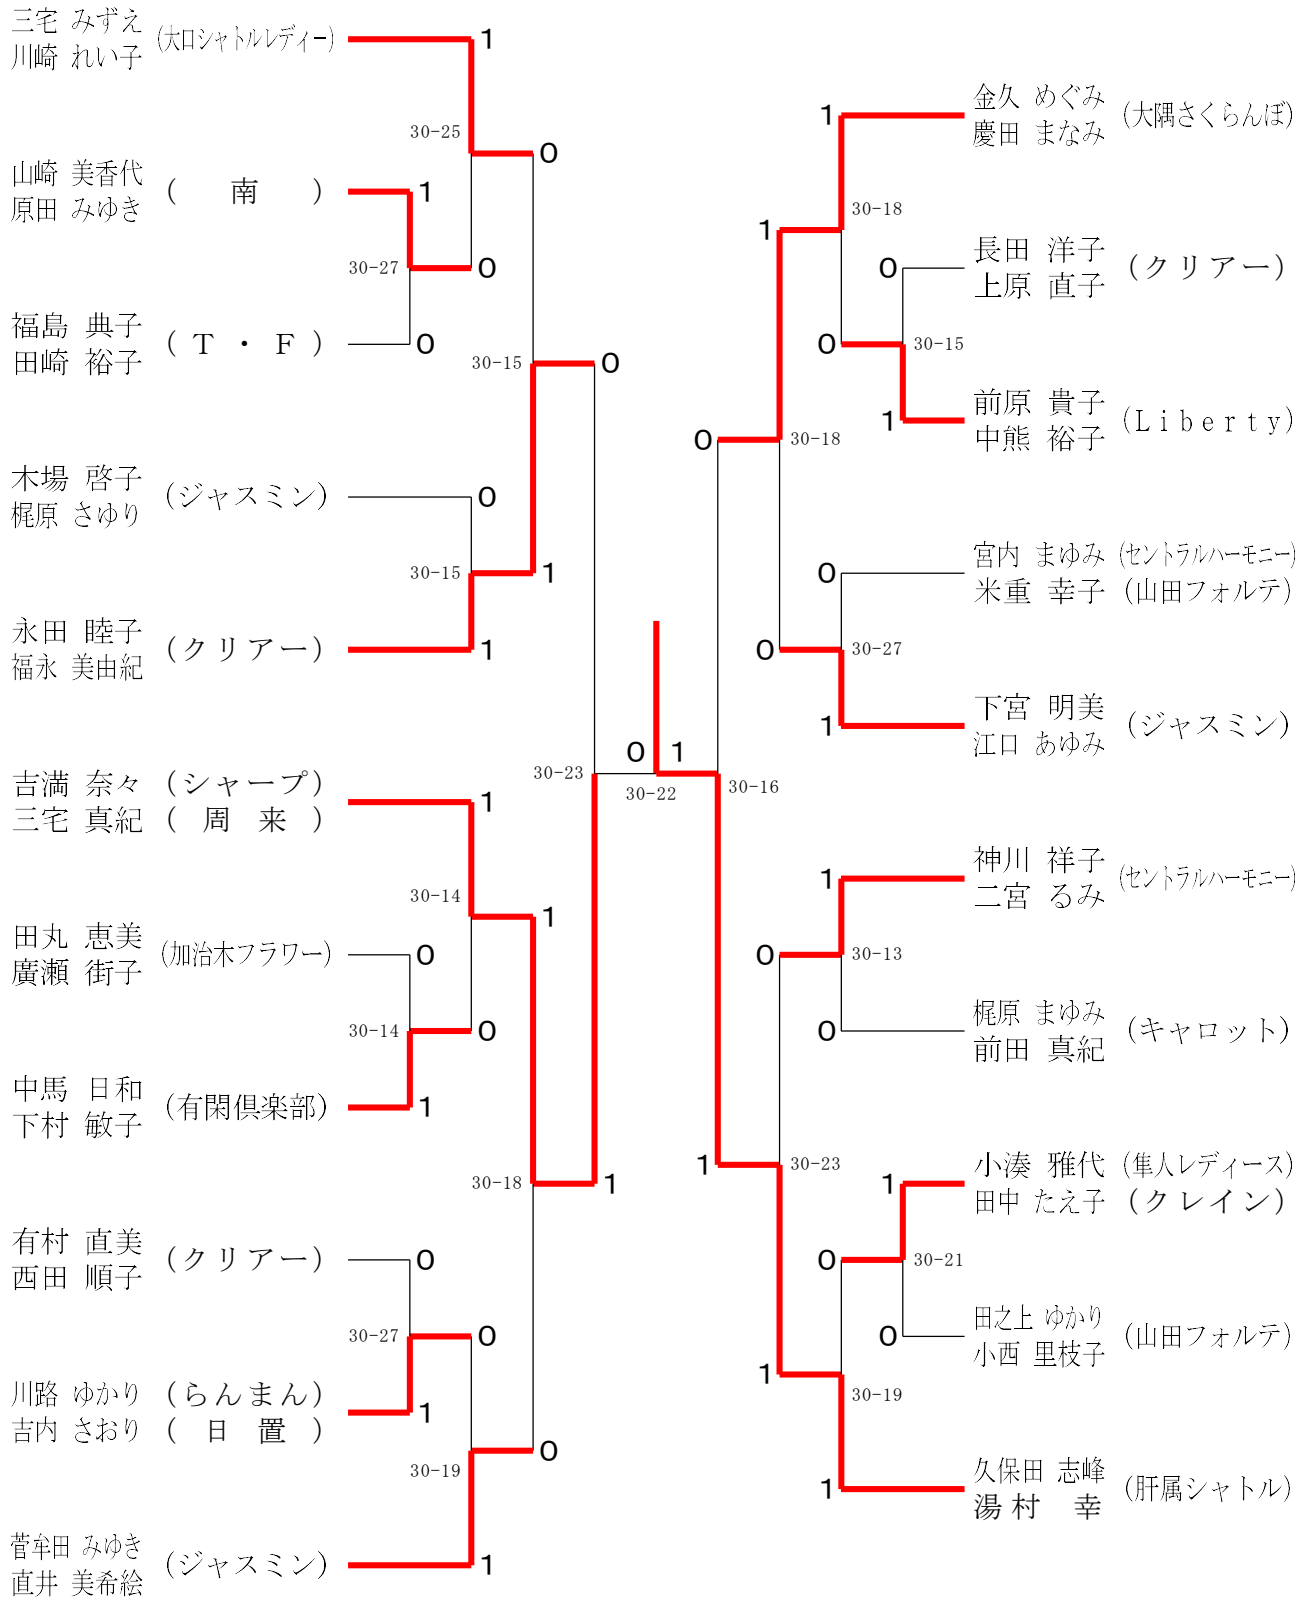 三宅 みずえ
川崎 れい子
(大口シャトルレディー)
1
30-25
0
山崎 美香代
原田 みゆき
( 南 )
1
30-27
0
福島 典子
田崎 裕子
( T ・ F )
0
30-15
0
木場 啓子
梶原 さゆり
(ジャスミン)
0
30-15
1
永田 睦子
福永 美由紀
(クリアー)
1
吉満 奈々 (シャープ)
三宅 真紀 ( 周 来 )
1
30-23
0 1
30-22
30-14
1
田丸 恵美
廣瀬 街子
(加治木フラワー)
0
30-14
0
中馬 日和
下村 敏子
(有閑倶楽部)
1
30-18
1
有村 直美
西田 順子
(クリアー)
0
30-27
0
川路 ゆかり (らんまん)
吉内 さおり ( 日 置 )
1
30-19
0
菅牟田 みゆき
直井 美希絵
(ジャスミン)
1
1
金久 めぐみ
慶田 まなみ
(大隅さくらんぼ)
1
30-18
0
長田 洋子
上原 直子
(クリアー)
0
30-15
1
前原 貴子
中熊 裕子
(Liberty)
0
30-18
0
宮内 まゆみ (セントラルハーモニー)
米重 幸子 (山田フォルテ)
0
30-27
1
下宮 明美
江口 あゆみ
(ジャスミン)
30-16
1
神川 祥子
二宮 るみ
(セントラルハーモニー)
0
30-13
0
梶原 まゆみ
前田 真紀
(キャロット)
1
30-23
1
小湊 雅代 (隼人レディース)
田中 たえ子 (クレイン)
0
30-21
0
田之上 ゆかり
小西 里枝子
(山田フォルテ)
1
30-19
1
久保田 志峰
湯村 幸
(肝属シャトル)